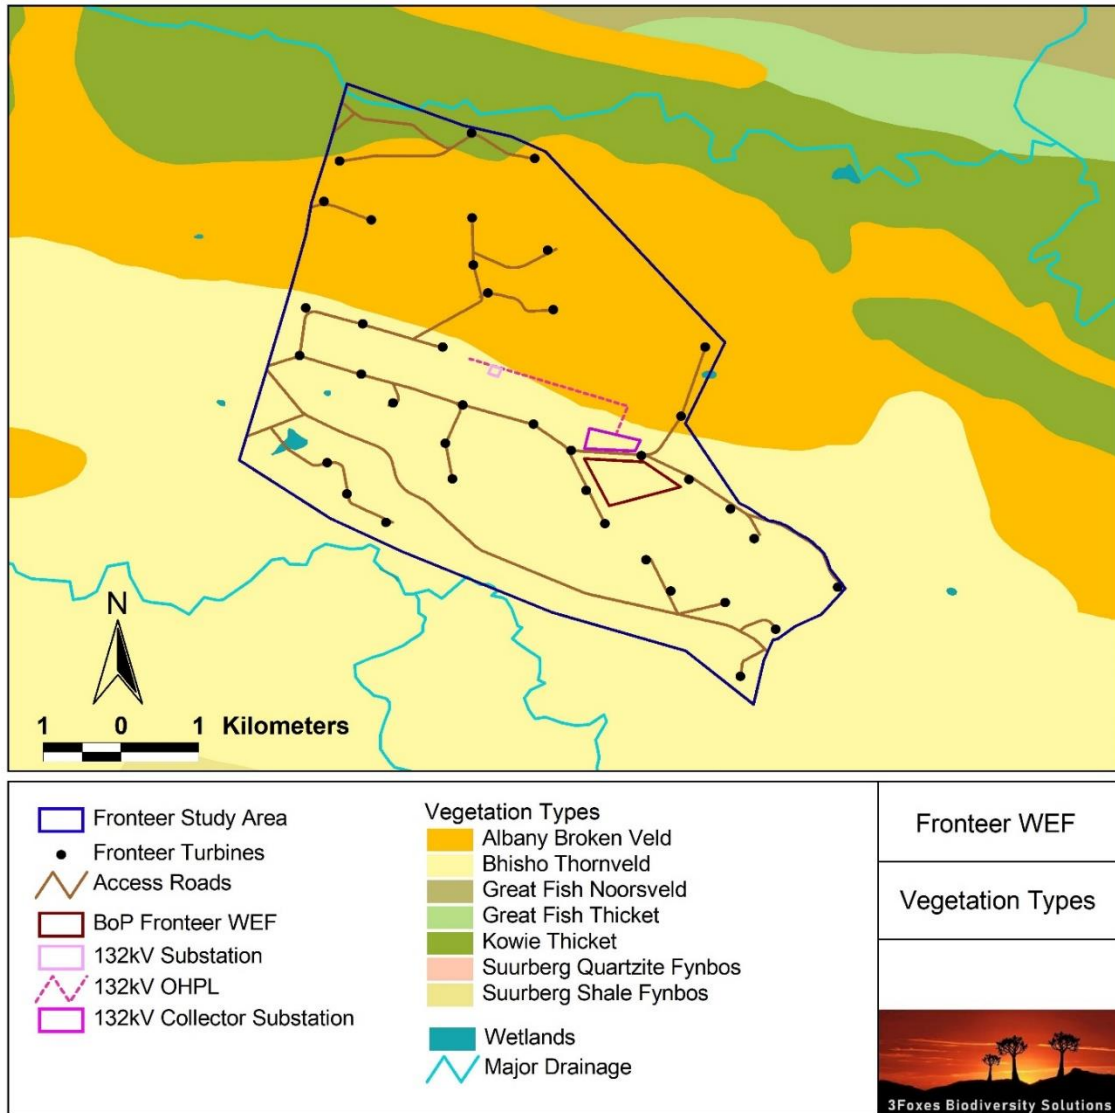 N
1 0 1 Kilometers
Fronteer Study Area
Fronteer Turbines
Access Roads
BoP Fronteer WEF
132kV Substation
132kV OHPL
132kV Collector Substation
Vegetation Types
Albany Broken Veld
Bhisho Thornveld
Great Fish Noorsveld
Great Fish Thicket
Kowie Thicket
Suurberg Quartzite Fynbos
Suurberg Shale Fynbos
Wetlands
Major Drainage
Fronteer WEF
Vegetation Types
3Foxes Biodiversity Solutions